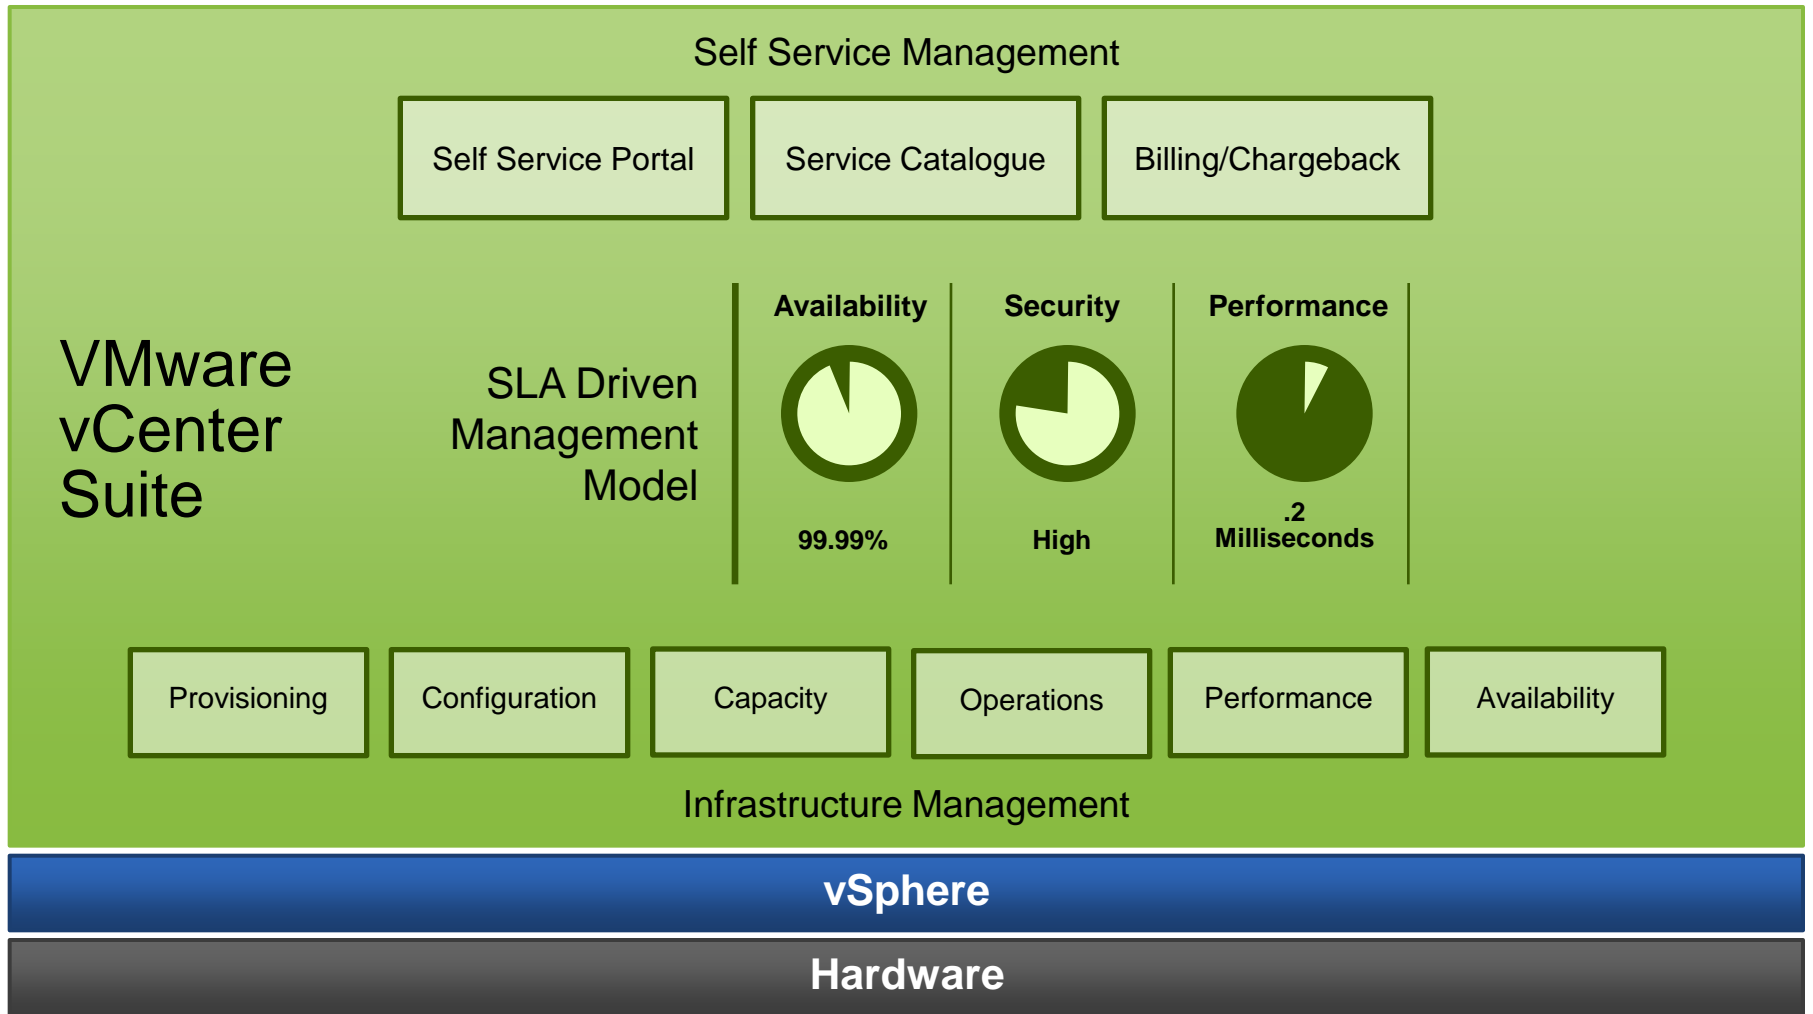 Self Service Management
Self Service Portal
Service Catalogue
Billing/Chargeback
VMware
vCenter
Suite
SLA Driven
Management
Model
Availability
Security
Performance
99.99%
High
.2
Milliseconds
Provisioning
Configuration
Capacity
Operations
Performance
Availability
Infrastructure Management
vSphere
Hardware